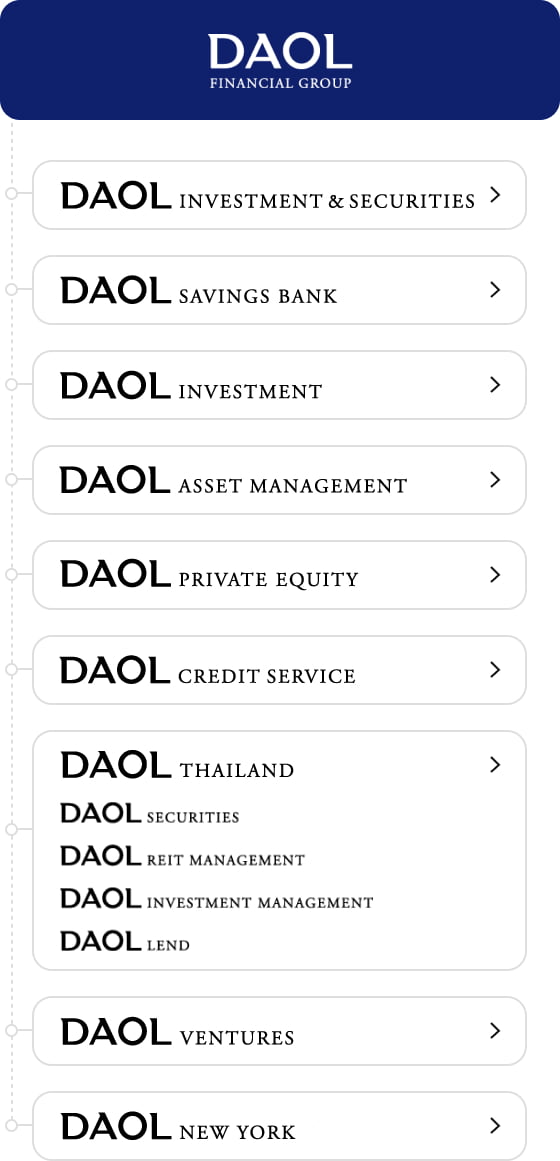 DAOL
FINANCIAL GROUP
DAOL INVESTMENT & SECURITIES
DAOL SAVINGS BANK
DAOL INVESTMENT
DAOL ASSET MANAGEMENT
DAOL PRIVATE EQUITY
DAOL CREDIT SERVICE
DAOL THAILAND
DAOL SECURITIES
DAOL REIT MANAGEMENT
DAOL INVESTMENT MANAGEMENT
DAOL LEND
DAOL VENTURES
DAOL NEW YORK